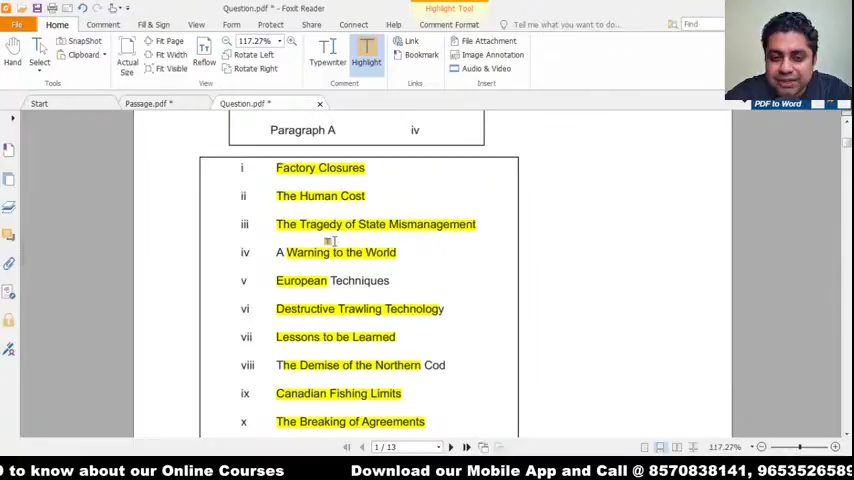 Question.pdf * - Foxit Reader
Highlight Tool
File
Home
Comment
Fill & Sign
View
Form
Protect
Share
Connect
Help
Comment Format
Tell me what you want to do...
Find
Hand
Select
SnapShot
Clipboard
Tools
Actual Size
Fit Page
Fit Width
Fit Visible
Reflow
117.27%
Rotate Left
Rotate Right
View
Typewriter
Highlight
Comment
Link
Bookmark
Links
File Attachment
Image Annotation
Audio & Video
Insert
PDF to Word
Start
Passage.pdf *
Question.pdf *
Paragraph A iv
i Factory Closures
ii The Human Cost
iii The Tragedy of State Mismanagement
iv A Warning to the World
v European Techniques
vi Destructive Trawling Technology
vii Lessons to be Learned
viii The Demise of the Northern Cod
ix Canadian Fishing Limits
x The Breaking of Agreements
1 / 13
117.27%
to know about our Online Courses Download our Mobile App and Call @ 8570838141, 9653526589